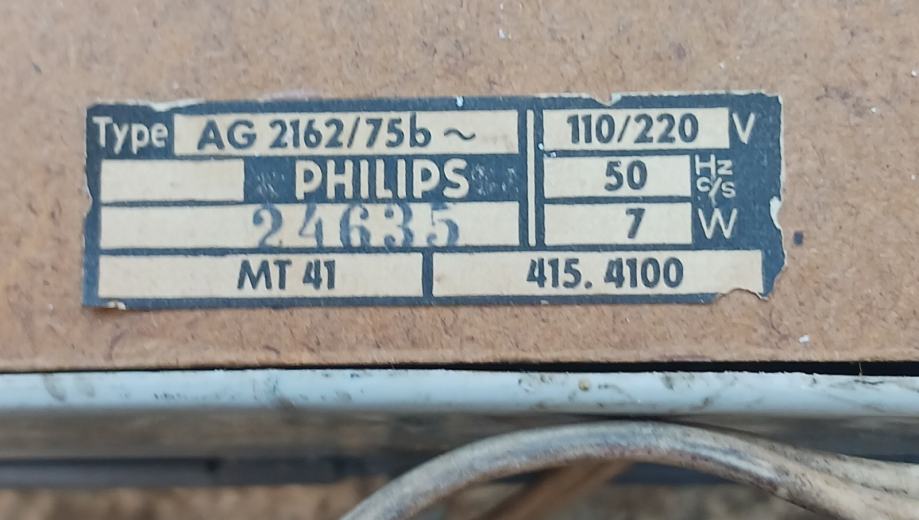 Type AG 2162/75b ~ 110/220 V
PHILIPS 50 Hz c/s
24635 7 W
MT 41 415. 4100